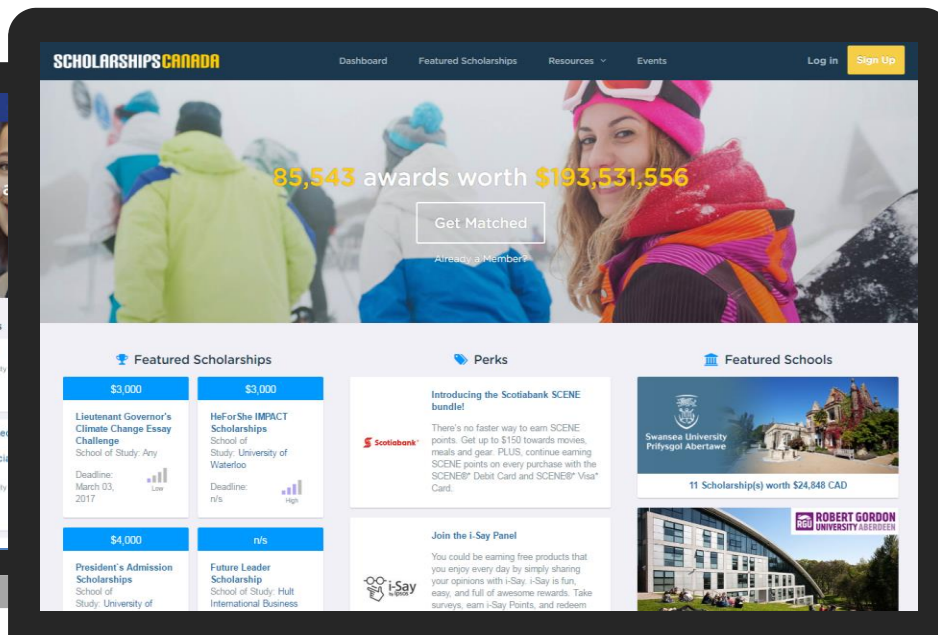 SCHOLARSHIPSCANADA
Dashboard
Featured Scholarships
Resources
Events
Log in
Sign Up
85,543 awards worth $193,531,556
Get Matched
Already a Member?
Featured Scholarships
$3,000
Lieutenant Governor's
Climate Change Essay
Challenge
School of Study: Any
Deadline:
March 03,
2017
Low
$3,000
HeForShe IMPACT
Scholarships
School of
Study: University of
Waterloo
Deadline:
n/s
High
$4,000
President's Admission
Scholarships
School of
Study: University of
n/s
Future Leader
Scholarship
School of Study: Hult
International Business
Perks
Scotiabank
Introducing the Scotiabank SCENE
bundle!
There's no faster way to earn SCENE
points. Get up to $150 towards movies,
meals and gear. PLUS, continue earning
SCENE points on every purchase with the
SCENE®* Debit Card and SCENE®* Visa*
Card.
i-Say
by Ipsos
Join the i-Say Panel
You could be earning free products that
you enjoy every day by simply sharing
your opinions with i-Say. i-Say is fun,
easy, and full of awesome rewards. Take
surveys, earn i-Say Points, and redeem
Featured Schools
Swansea University
Prifysgol Abertawe
11 Scholarship(s) worth $24,848 CAD
RGU
ROBERT GORDON
UNIVERSITY ABERDEEN